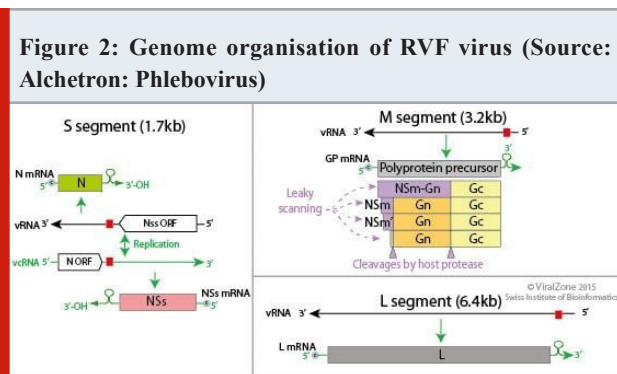 Figure 2: Genome organisation of RVF virus (Source:
Alchetron: Phlebovirus)
S segment (1.7kb)
N mRNA
5'
N
3'-OH
vRNA 3'
Nss ORF
5'
Replication
vcRNA 5'
N ORF
3'
NSs mRNA
3'-OH
NSs
5'
M segment (3.2kb)
vRNA 3'
5'
3'
GP mRNA
5'
Polyprotein precursor
Leaky
scanning
NSm-Gn
Gc
NSm
Gn
Gc
NSm'
Gn
Gc
Gn
Gc
Cleavages by host protease
© ViralZone 2015
Swiss Institute of Bioinformatics
L segment (6.4kb)
vRNA 3'
5'
L mRNA
5'
L
3'